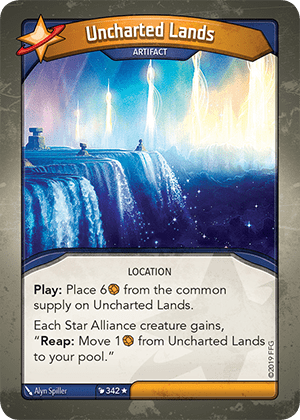 Uncharted Lands
ARTIFACT
LOCATION
Play: Place 6 from the common
supply on Uncharted Lands.
Each Star Alliance creature gains,
“Reap: Move 1 from Uncharted Lands
to your pool.”
©2019 FFG
Alyn Spiller
342